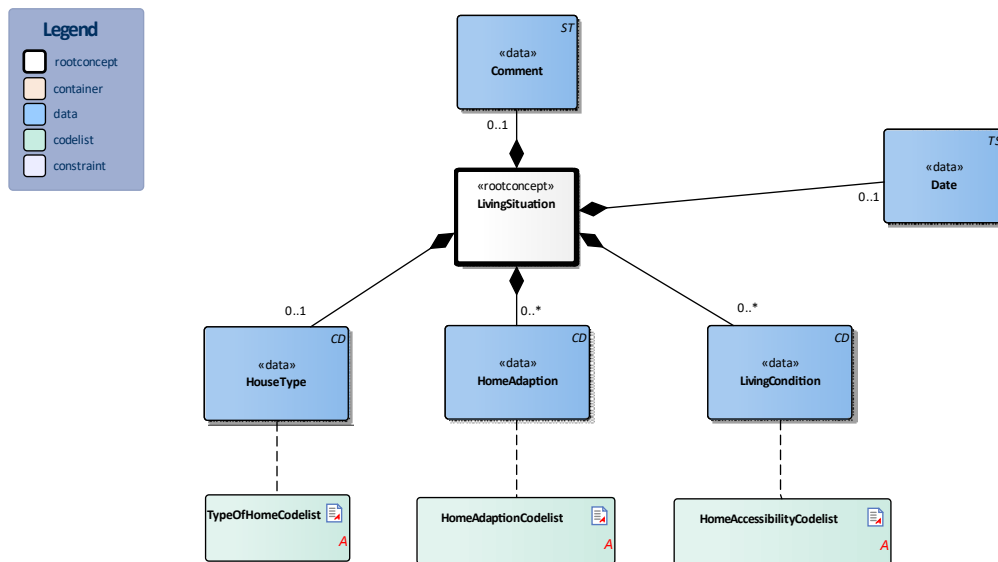 Legend
rootconcept
container
data
codelist
constraint
ST
«data»
Comment
0..1
TS
«data»
Date
0..1
«rootconcept»
LivingSituation
0..1
0..*
0..*
CD
«data»
HouseType
CD
«data»
HomeAdaption
CD
«data»
LivingCondition
TypeOfHomeCodelist
A
HomeAdaptionCodelist
A
HomeAccessibilityCodelist
A